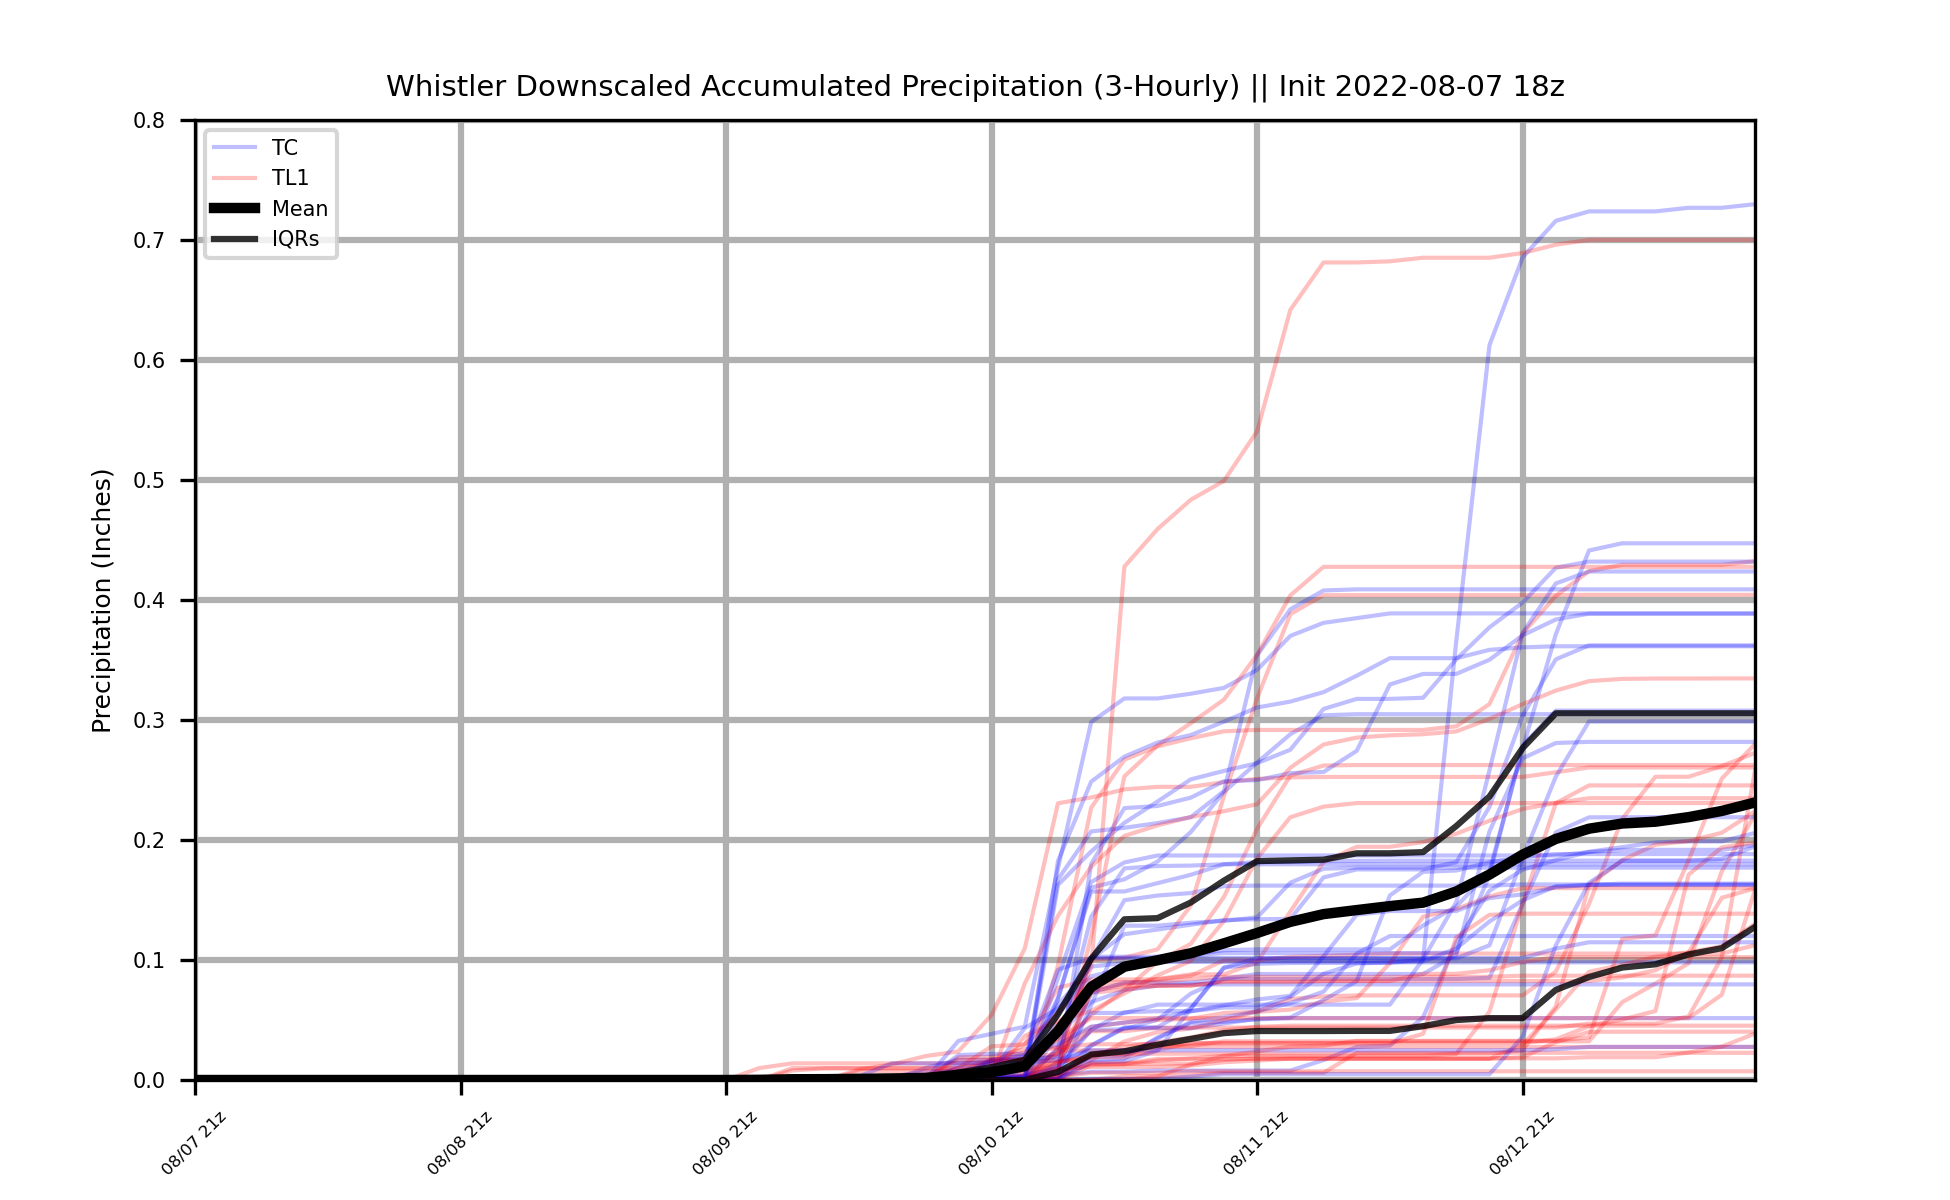 Whistler Downscaled Accumulated Precipitation (3-Hourly) || Init 2022-08-07 18z
TC
TL1
Mean
IQRs
Precipitation (Inches)
0.8
0.7
0.6
0.5
0.4
0.3
0.2
0.1
0.0
08/07 21z
08/08 21z
08/09 21z
08/10 21z
08/11 21z
08/12 21z